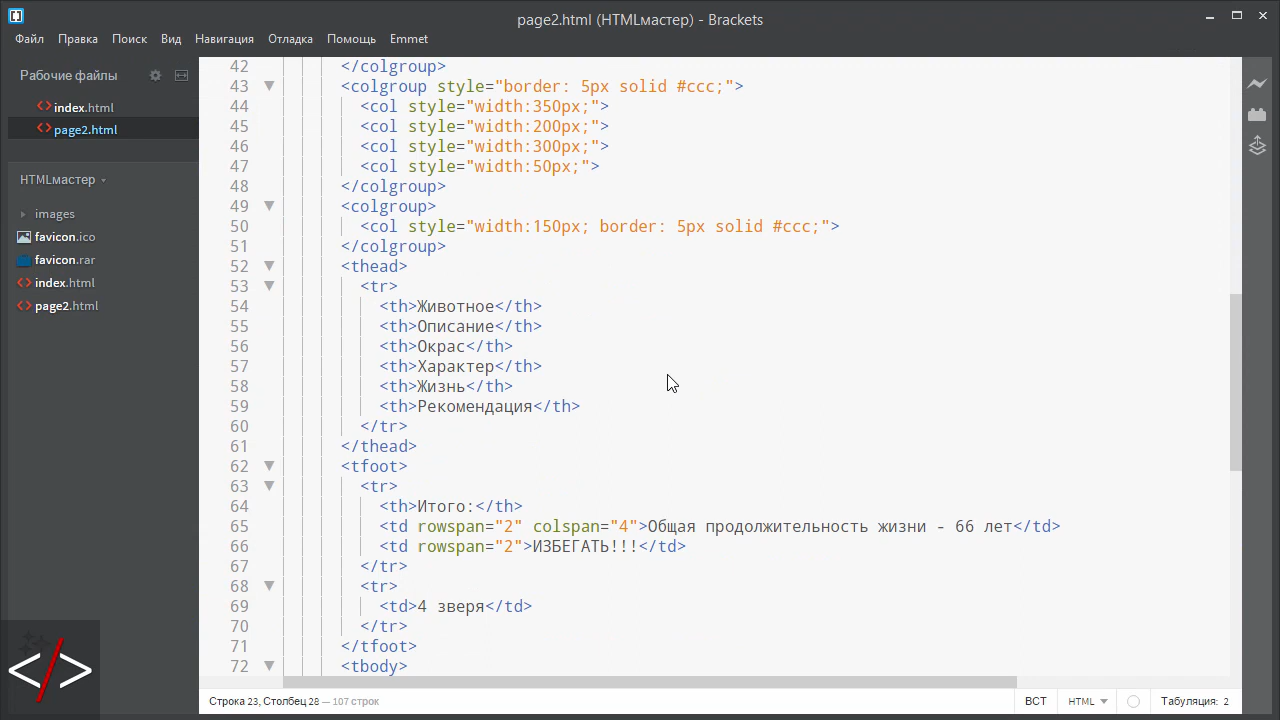 page2.html (HTMLмастер) - Brackets
Файл Правка Поиск Вид Навигация Отладка Помощь Emmet
Рабочие файлы
index.html
page2.html
HTMLмастер
images
favicon.ico
favicon.rar
index.html
page2.html
42 </colgroup>
43 <colgroup style="border: 5px solid #ccc;">
44 <col style="width:350px;">
45 <col style="width:200px;">
46 <col style="width:300px;">
47 <col style="width:50px;">
48 </colgroup>
49 <colgroup>
50 <col style="width:150px; border: 5px solid #ccc;">
51 </colgroup>
52 <thead>
53 <tr>
54 <th>Животное</th>
55 <th>Описание</th>
56 <th>Окрас</th>
57 <th>Характер</th>
58 <th>Жизнь</th>
59 <th>Рекомендация</th>
60 </tr>
61 </thead>
62 <tfoot>
63 <tr>
64 <th>Итого:</th>
65 <td rowspan="2" colspan="4">Общая продолжительность жизни - 66 лет</td>
66 <td rowspan="2">ИЗБЕГАТЬ!!!</td>
67 </tr>
68 <tr>
69 <td>4 зверя</td>
70 </tr>
71 </tfoot>
72 <tbody>
</>
Строка 23, Столбец 28 — 107 строк
ВСТ HTML Табуляция: 2